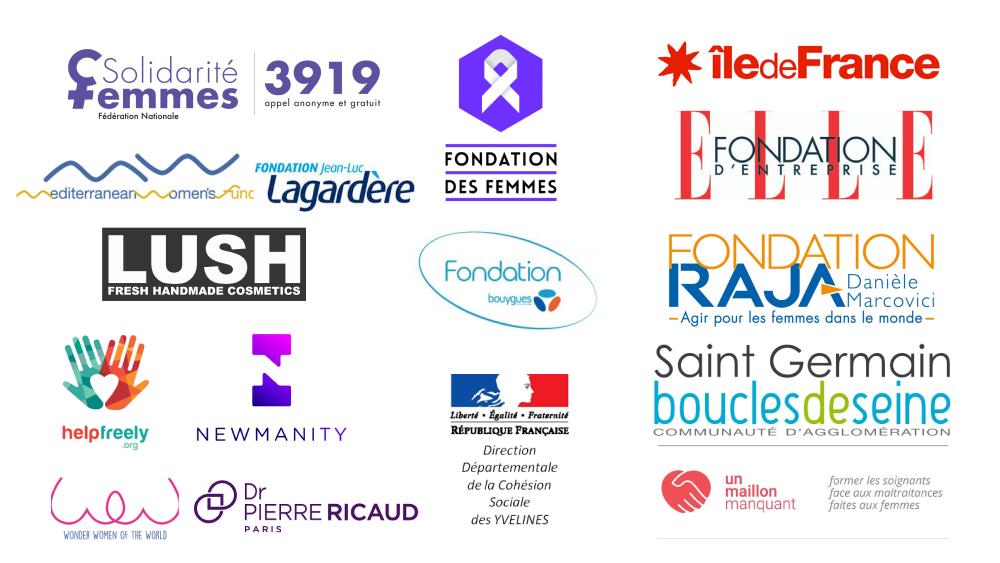 Solidarité
femmes
Fédération Nationale
3919
appel anonyme et gratuit
FONDATION
DES FEMMES
îledeFrance
editerranean omen's
FONDATION Jean-Luc
Lagardère
ELLE
FONDATION
D'ENTREPRISE
LUSH
FRESH HANDMADE COSMETICS
Fondation
bouygues
FONDATION
RAJA Danièle
Marcovici
Agir pour les femmes dans le monde
helpfreely
.org
NEWMANITY
Liberté • Égalité • Fraternité
RÉPUBLIQUE FRANÇAISE
Direction
Départementale
de la Cohésion
Sociale
des YVELINES
Saint Germain
bouclesdeseine
COMMUNAUTÉ D'AGGLOMÉRATION
WONDER WOMEN OF THE WORLD
Dr
PIERRE RICAUD
PARIS
un
maillon
manquant
former les soignants
face aux maltraitances
faites aux femmes